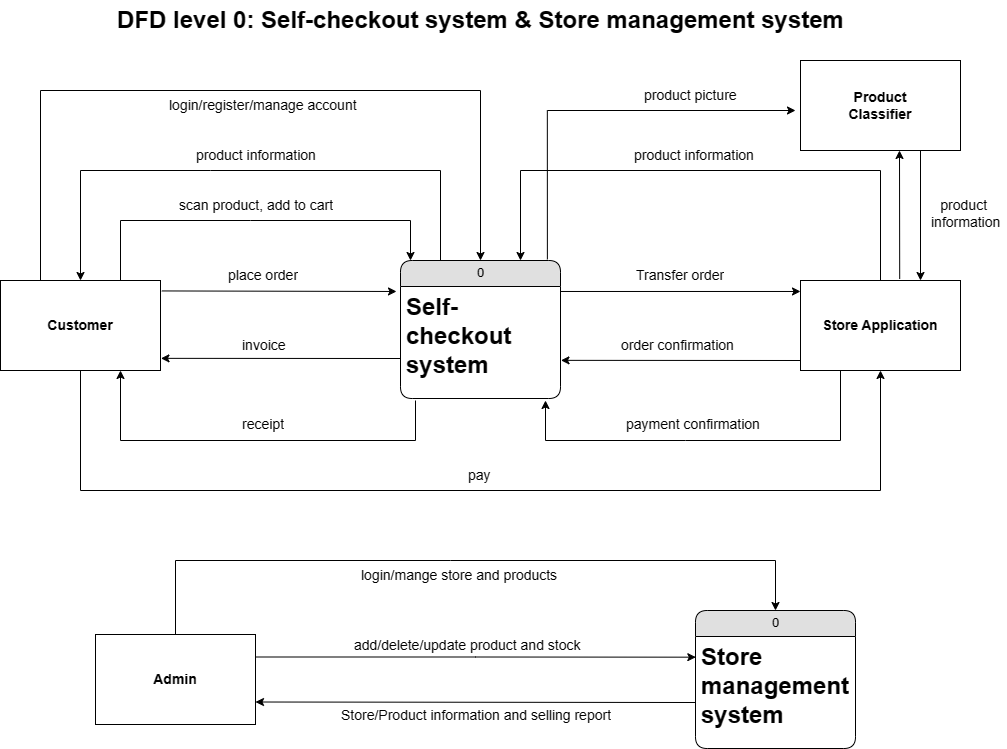 DFD level 0: Self-checkout system & Store management system
login/register/manage account
product picture
Product
Classifier
product information
product information
scan product, add to cart
product
information
place order
0
Transfer order
Customer
Self-
checkout
system
Store Application
invoice
order confirmation
receipt
payment confirmation
pay
login/mange store and products
0
add/delete/update product and stock
Admin
Store
management
system
Store/Product information and selling report